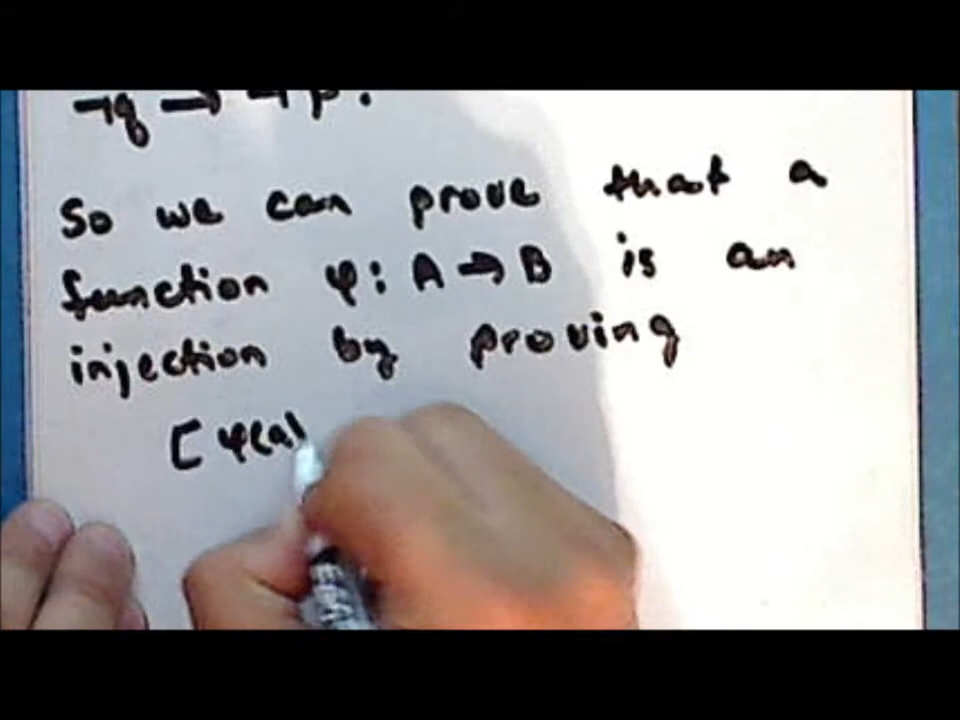 ¬q → ¬p.
So we can prove that a
function φ: A → B is an
injection by proving
[φ(a)